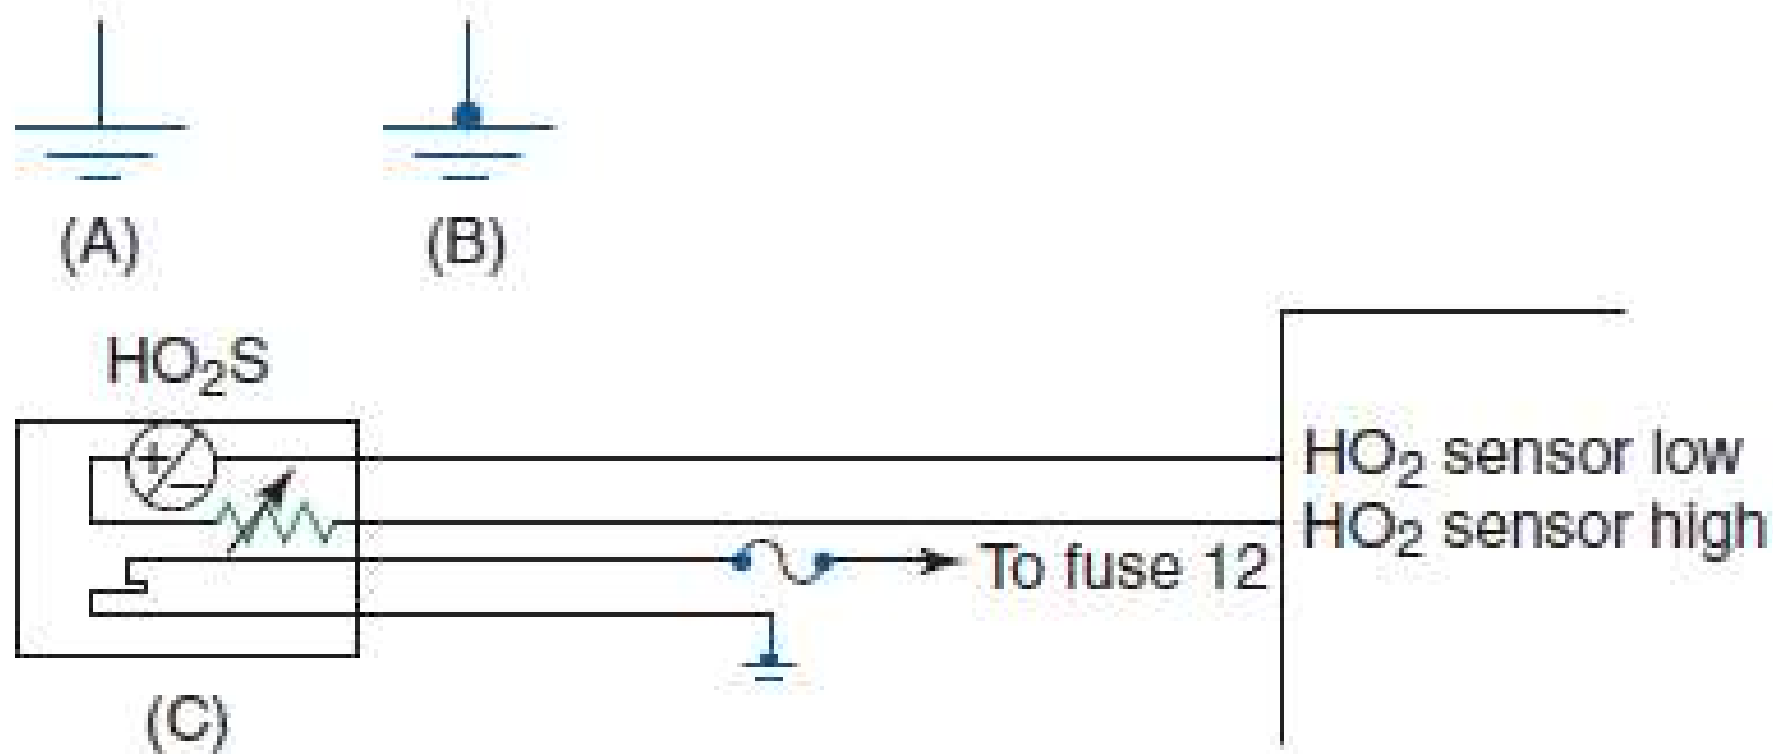 (A)
(B)
HO₂S
+
−
HO₂ sensor low
HO₂ sensor high
To fuse 12
(C)